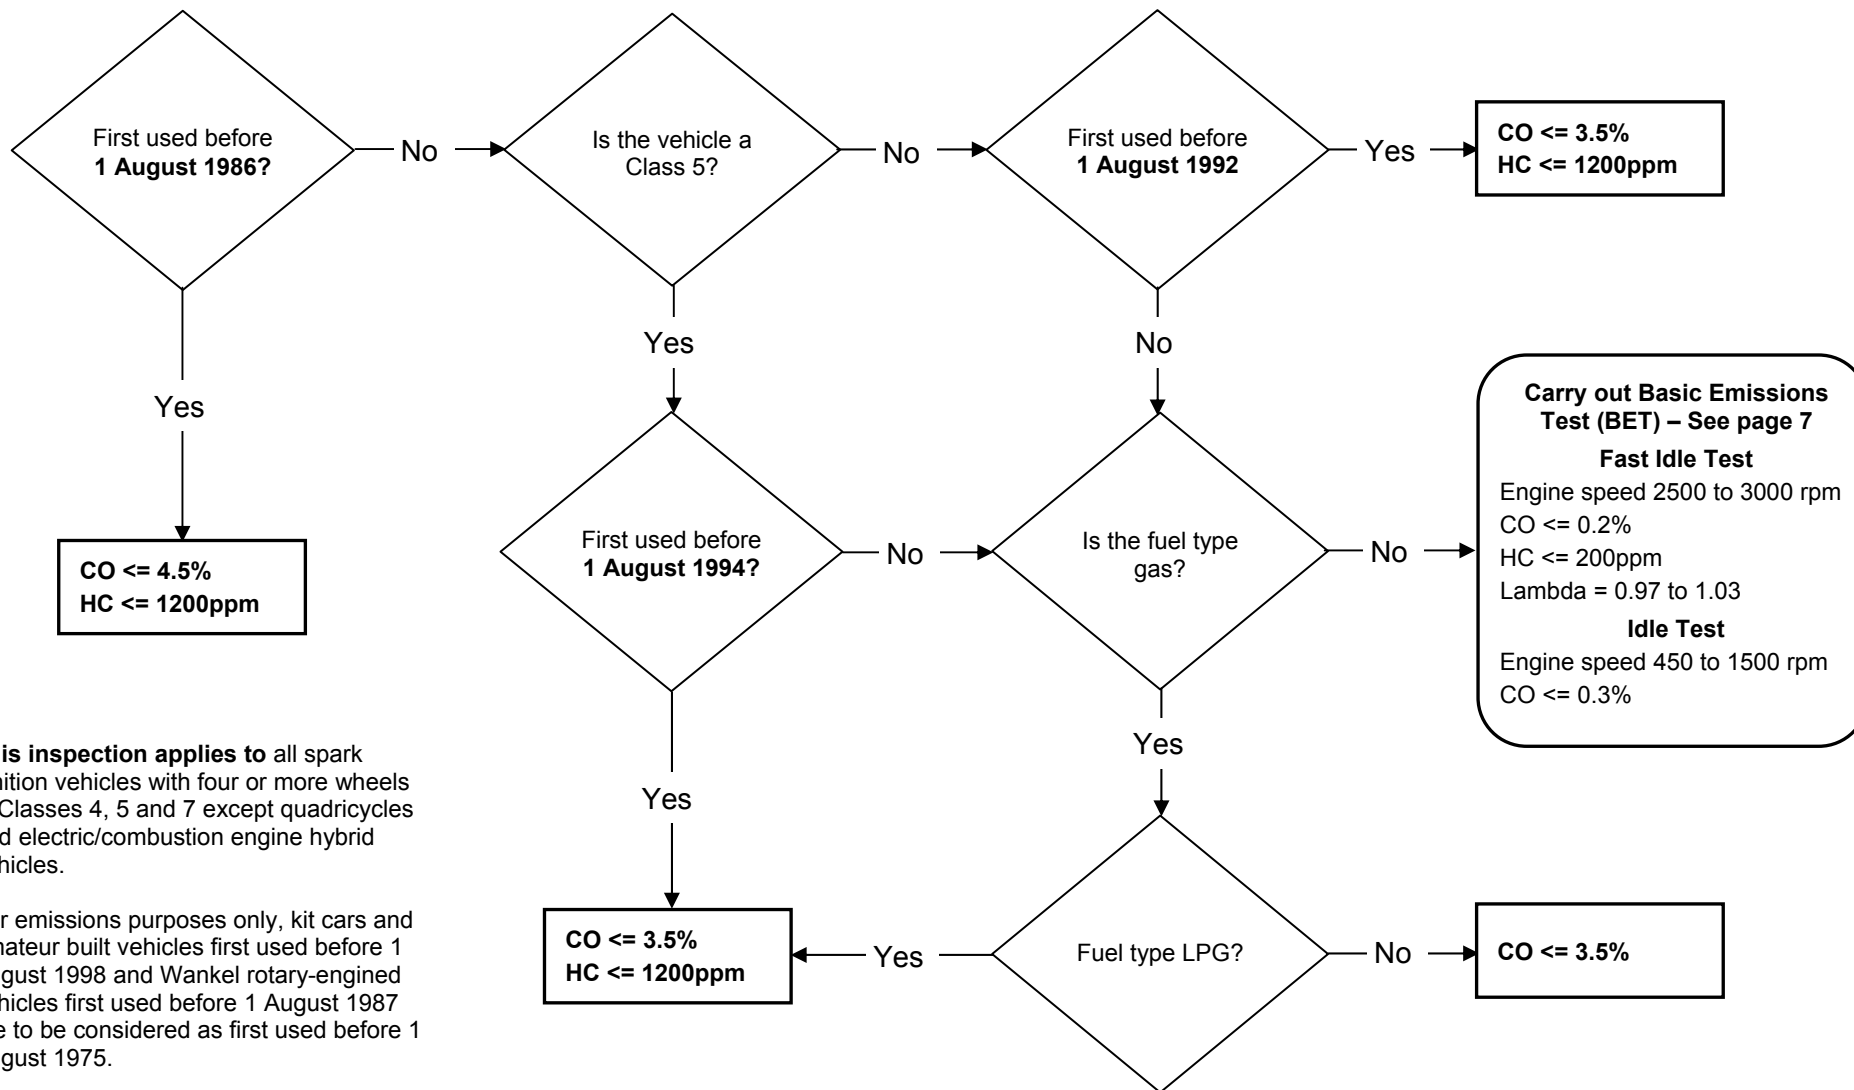 First used before
1 August 1986?
No
Is the vehicle a
Class 5?
No
First used before
1 August 1992
Yes
CO <= 3.5%
HC <= 1200ppm
Yes
Yes
No
CO <= 4.5%
HC <= 1200ppm
First used before
1 August 1994?
No
Is the fuel type
gas?
No
Carry out Basic Emissions
Test (BET) – See page 7
Fast Idle Test
Engine speed 2500 to 3000 rpm
CO <= 0.2%
HC <= 200ppm
Lambda = 0.97 to 1.03
Idle Test
Engine speed 450 to 1500 rpm
CO <= 0.3%
Yes
Yes
CO <= 3.5%
HC <= 1200ppm
Yes
Fuel type LPG?
No
CO <= 3.5%
is inspection applies to all spark
nition vehicles with four or more wheels
Classes 4, 5 and 7 except quadricycles
d electric/combustion engine hybrid
hicles.
r emissions purposes only, kit cars and
ateur built vehicles first used before 1
gust 1998 and Wankel rotary-engined
hicles first used before 1 August 1987
e to be considered as first used before 1
gust 1975.